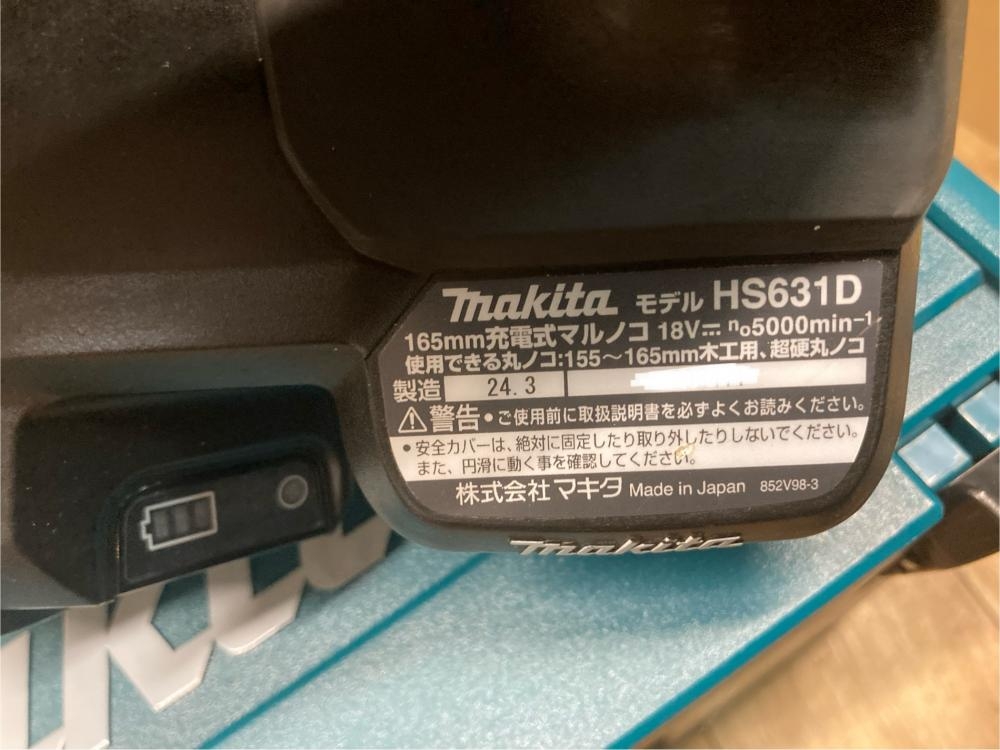 makita モデル HS631D
165mm充電式マルノコ 18V⎓ n₀5000min⁻¹
使用できる丸ノコ:155～165mm木工用、超硬丸ノコ
製造 24.3
⚠警告 •ご使用前に取扱説明書を必ずよくお読みください。
•安全カバーは、絶対に固定したり取り外したりしないでください。
また、円滑に動く事を確認してください。
株式会社マキタ Made in Japan 852V98-3
makita